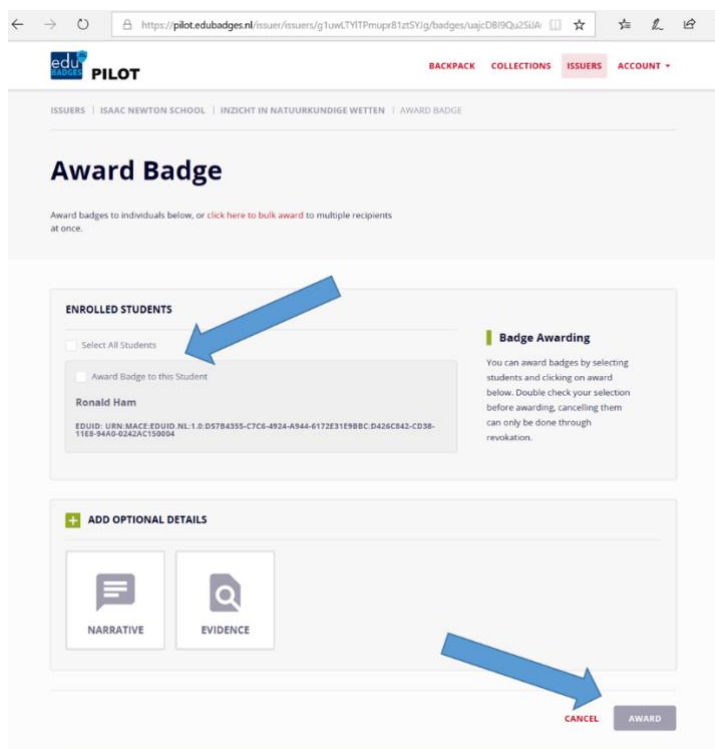 https://pilot.edubadges.nl/issuer/issuers/
edu BADGES PILOT
BACKPACK COLLECTIONS ISSUERS ACCOUNT
ISSUERS | ISAAC NEWTON SCHOOL | INZICHT IN NATUURKUNDIGE WETTEN | AWARD BADGE
Award Badge
Award badges to individuals below, or click here to bulk award to multiple recipients
at once.
ENROLLED STUDENTS
Select All Students
Award Badge to this Student
Ronald Ham
EDUID: URN:MACE:EDUID.NL:1.0:D57B4355-C7C6-4924-A944-6172E31E9BBC:D426C842-CD38-
11E8-94A0-0242AC150004
Badge Awarding
You can award badges by selecting
students and clicking on award
below. Double check your selection
before awarding, cancelling them
can only be done through
revokation.
ADD OPTIONAL DETAILS
NARRATIVE
EVIDENCE
CANCEL
AWARD